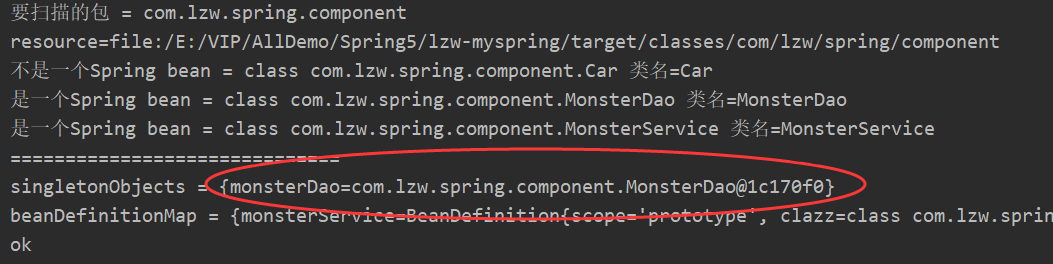 要扫描的包 = com.lzw.spring.component
resource=file:/E:/VIP/AllDemo/Spring5/lzw-myspring/target/classes/com/lzw/spring/component
不是一个Spring bean = class com.lzw.spring.component.Car 类名=Car
是一个Spring bean = class com.lzw.spring.component.MonsterDao 类名=MonsterDao
是一个Spring bean = class com.lzw.spring.component.MonsterService 类名=MonsterService
==============================
singletonObjects = {monsterDao=com.lzw.spring.component.MonsterDao@1c170f0}
beanDefinitionMap = {monsterService=BeanDefinition{scope='prototype', clazz=class com.lzw.sprin
ok